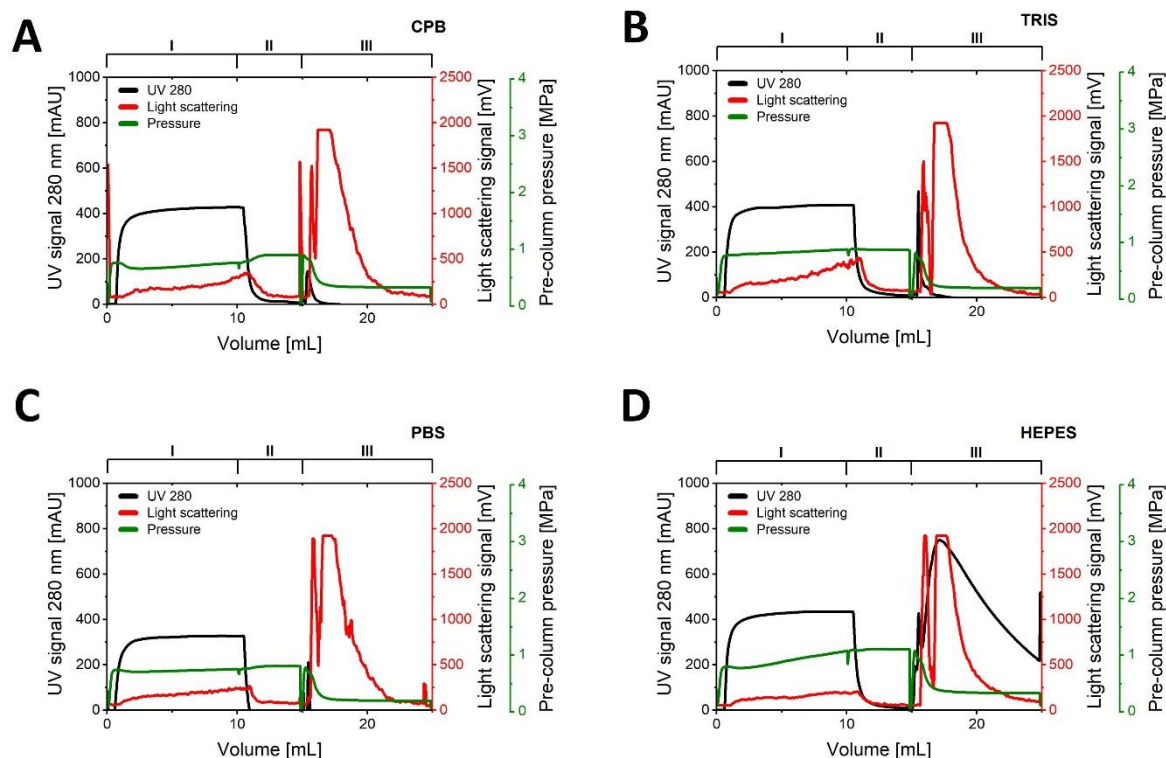 A
CPB
I II III
UV 280
Light scattering
Pressure
UV signal 280 nm [mAU]
1000
800
600
400
200
0
0 10 20
Volume [mL]
2500
2000
1500
1000
500
0
Light scattering signal [mV]
4
3
2
1
0
Pre-column pressure [MPa]
B
TRIS
I II III
UV 280
Light scattering
Pressure
UV signal 280 nm [mAU]
1000
800
600
400
200
0
0 10 20
Volume [mL]
2500
2000
1500
1000
500
0
Light scattering signal [mV]
4
3
2
1
0
Pre-column pressure [MPa]
C
PBS
I II III
UV 280
Light scattering
Pressure
UV signal 280 nm [mAU]
1000
800
600
400
200
0
0 10 20
Volume [mL]
2500
2000
1500
1000
500
0
Light scattering signal [mV]
4
3
2
1
0
Pre-column pressure [MPa]
D
HEPES
I II III
UV 280
Light scattering
Pressure
UV signal 280 nm [mAU]
1000
800
600
400
200
0
0 10 20
Volume [mL]
2500
2000
1500
1000
500
0
Light scattering signal [mV]
4
3
2
1
0
Pre-column pressure [MPa]